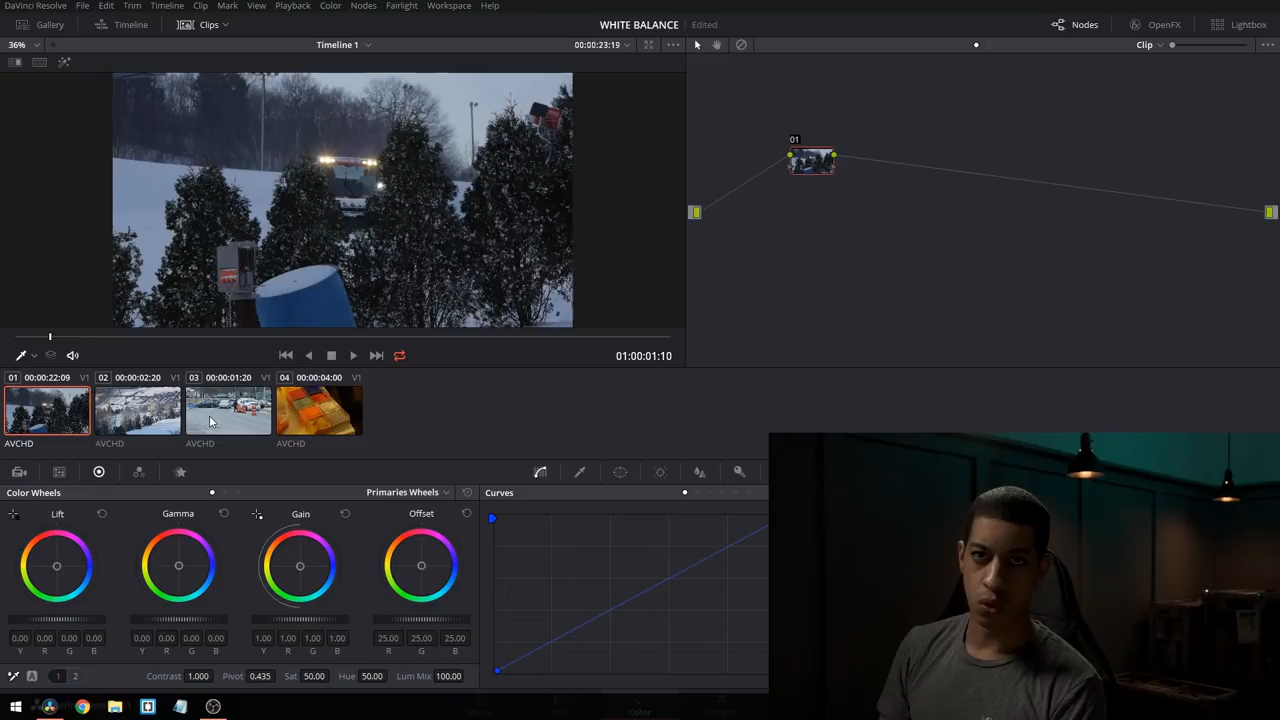 DaVinci Resolve File Edit Trim Timeline Clip Mark View Playback Color Nodes Fairlight Workspace Help
Gallery Timeline Clips WHITE BALANCE Edited Nodes OpenFX Lightbox
36% Timeline 1 00:00:23:19 Clip
01
01:00:01:10
01 00:00:22:09 V1 02 00:00:02:20 V1 03 00:00:01:20 V1 04 00:00:04:00 V1
AVCHD AVCHD AVCHD AVCHD
Color Wheels Primaries Wheels Curves
Lift Gamma Gain Offset
0.00 0.00 0.00 0.00 0.00 0.00 0.00 0.00 1.00 1.00 1.00 1.00 25.00 25.00 25.00
Y R G B Y R G B Y R G B R G B
A 1 2 Contrast 1.000 Pivot 0.435 Sat 50.00 Hue 50.00 Lum Mix 100.00
Color